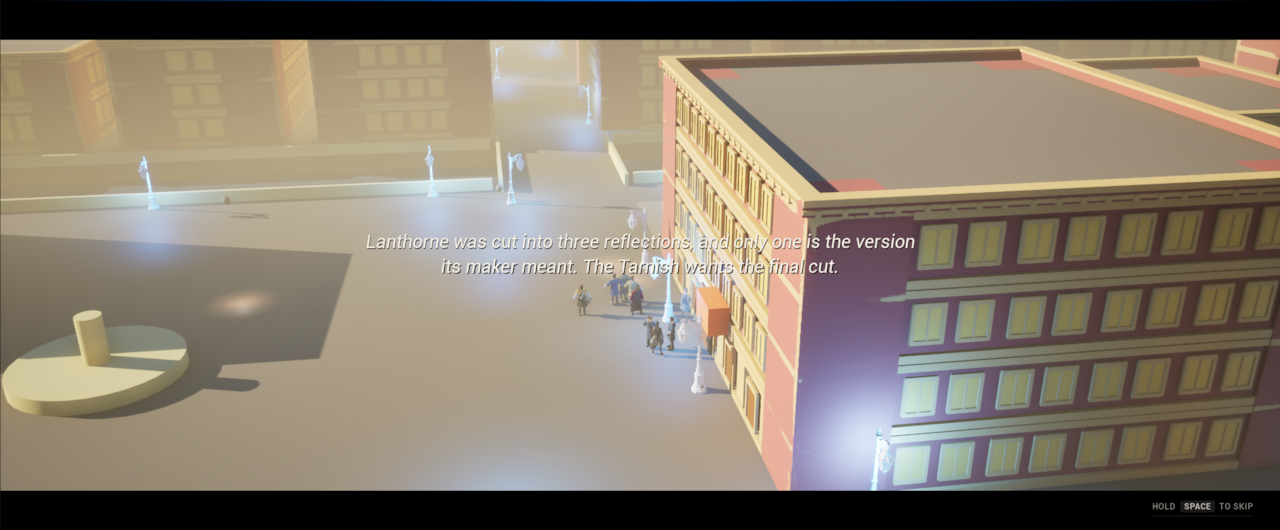 Lanthorne was cut into three reflections, and only one is the version
its maker meant. The Tarnish wants the final cut.
HOLD SPACE TO SKIP